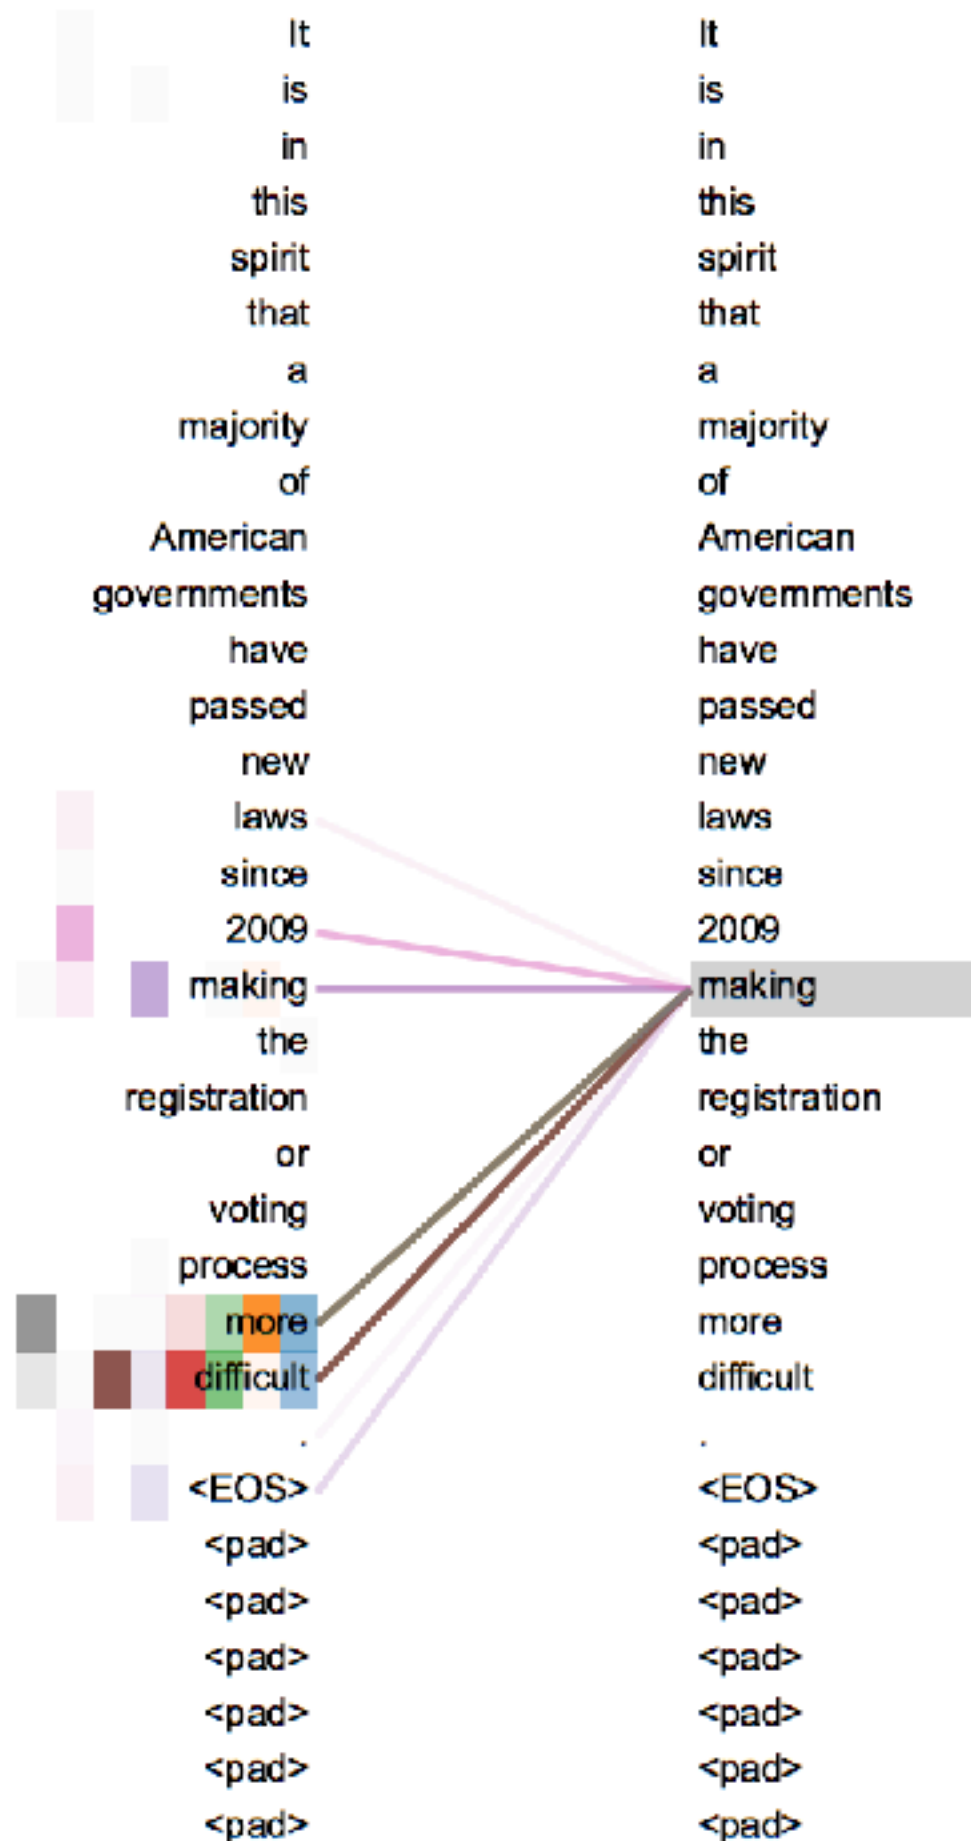 It It
is is
in in
this this
spirit spirit
that that
a a
majority majority
of of
American American
governments governments
have have
passed passed
new new
laws laws
since since
2009 2009
making making
the the
registration registration
or or
voting voting
process process
more more
difficult difficult
. .
<EOS> <EOS>
<pad> <pad>
<pad> <pad>
<pad> <pad>
<pad> <pad>
<pad> <pad>
<pad> <pad>